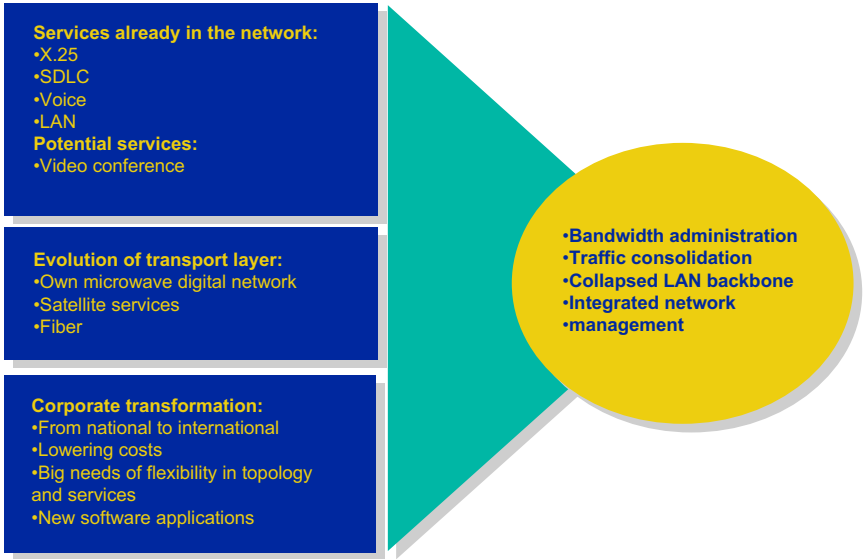 Services already in the network:
•X.25
•SDLC
•Voice
•LAN
Potential services:
•Video conference
Evolution of transport layer:
•Own microwave digital network
•Satellite services
•Fiber
Corporate transformation:
•From national to international
•Lowering costs
•Big needs of flexibility in topology
and services
•New software applications
•Bandwidth administration
•Traffic consolidation
•Collapsed LAN backbone
•Integrated network
•management